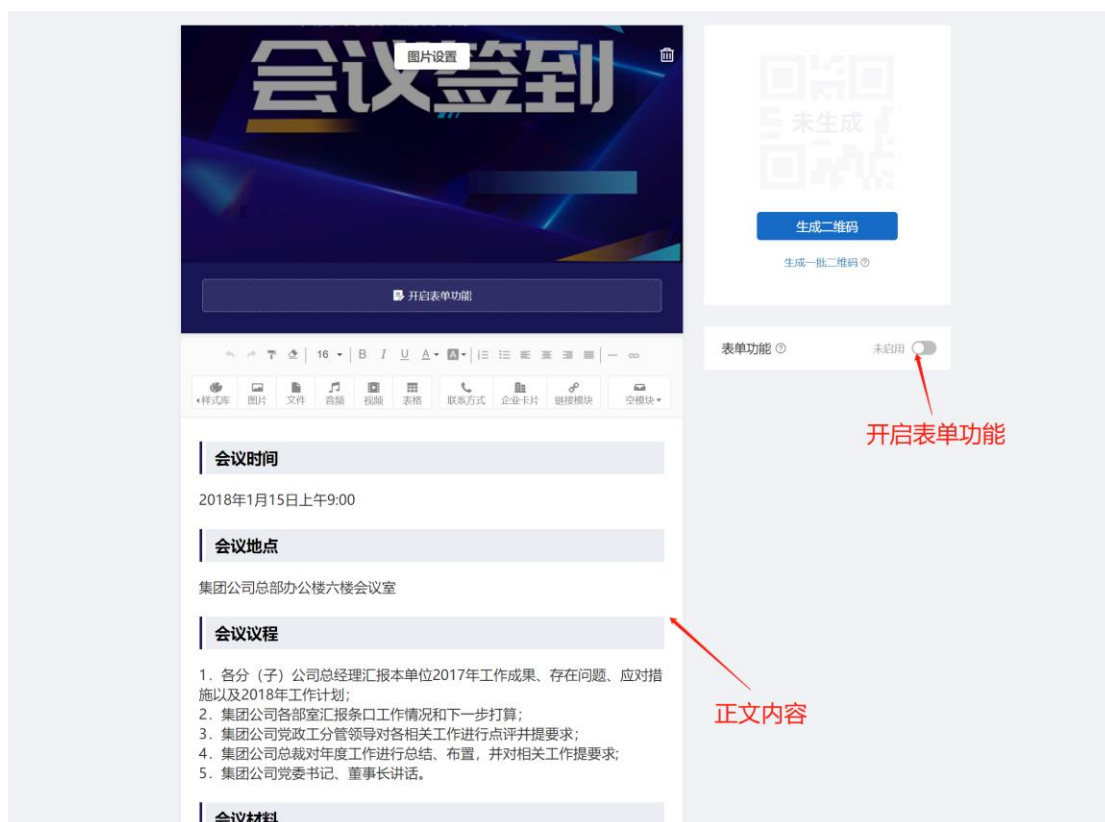 会议签到
图片设置
开启表单功能
16
B I U A A
样式库 图片 文件 音频 视频 表格 联系方式 企业卡片 链接模块 空模块
会议时间
2018年1月15日上午9:00
会议地点
集团公司总部办公楼六楼会议室
会议议程
1. 各分（子）公司总经理汇报本单位2017年工作成果、存在问题、应对措
施以及2018年工作计划；
2. 集团公司各部室汇报条口工作情况和下一步打算；
3. 集团公司党政工分管领导对各相关工作进行点评并提要求；
4. 集团公司总裁对年度工作进行总结、布置，并对相关工作提要求；
5. 集团公司党委书记、董事长讲话。
会议材料
未生成
生成二维码
生成一批二维码
表单功能 未启用
开启表单功能
正文内容